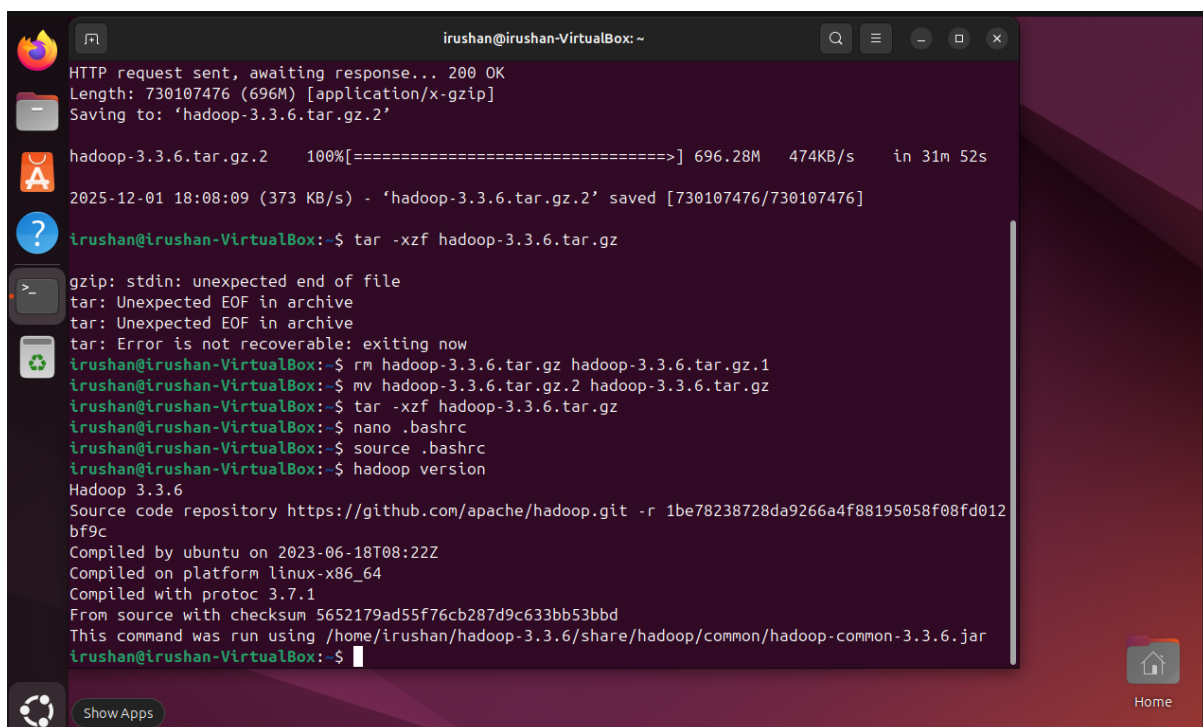 irushan@irushan-VirtualBox: ~
HTTP request sent, awaiting response... 200 OK
Length: 730107476 (696M) [application/x-gzip]
Saving to: ‘hadoop-3.3.6.tar.gz.2’
hadoop-3.3.6.tar.gz.2    100%[=================================>] 696.28M   474KB/s    in 31m 52s
2025-12-01 18:08:09 (373 KB/s) - ‘hadoop-3.3.6.tar.gz.2’ saved [730107476/730107476]
irushan@irushan-VirtualBox:~$ tar -xzf hadoop-3.3.6.tar.gz
gzip: stdin: unexpected end of file
tar: Unexpected EOF in archive
tar: Unexpected EOF in archive
tar: Error is not recoverable: exiting now
irushan@irushan-VirtualBox:~$ rm hadoop-3.3.6.tar.gz hadoop-3.3.6.tar.gz.1
irushan@irushan-VirtualBox:~$ mv hadoop-3.3.6.tar.gz.2 hadoop-3.3.6.tar.gz
irushan@irushan-VirtualBox:~$ tar -xzf hadoop-3.3.6.tar.gz
irushan@irushan-VirtualBox:~$ nano .bashrc
irushan@irushan-VirtualBox:~$ source .bashrc
irushan@irushan-VirtualBox:~$ hadoop version
Hadoop 3.3.6
Source code repository https://github.com/apache/hadoop.git -r 1be78238728da9266a4f88195058f08fd012
bf9c
Compiled by ubuntu on 2023-06-18T08:22Z
Compiled on platform linux-x86_64
Compiled with protoc 3.7.1
From source with checksum 5652179ad55f76cb287d9c633bb53bbd
This command was run using /home/irushan/hadoop-3.3.6/share/hadoop/common/hadoop-common-3.3.6.jar
irushan@irushan-VirtualBox:~$
Home
Show Apps